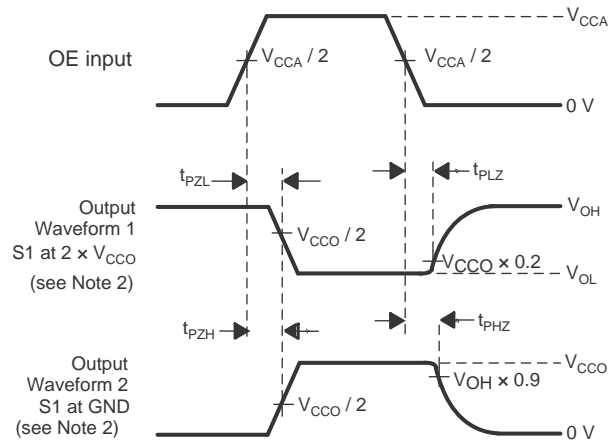 V_CCA
OE input
V_CCA / 2
V_CCA / 2
0 V
t_PZL
t_PLZ
Output
Waveform 1
S1 at 2 × V_CCO
(see Note 2)
V_OH
V_CCO / 2
V_CCO × 0.2
V_OL
t_PZH
t_PHZ
Output
Waveform 2
S1 at GND
(see Note 2)
V_CCO
V_OH × 0.9
V_CCO / 2
0 V